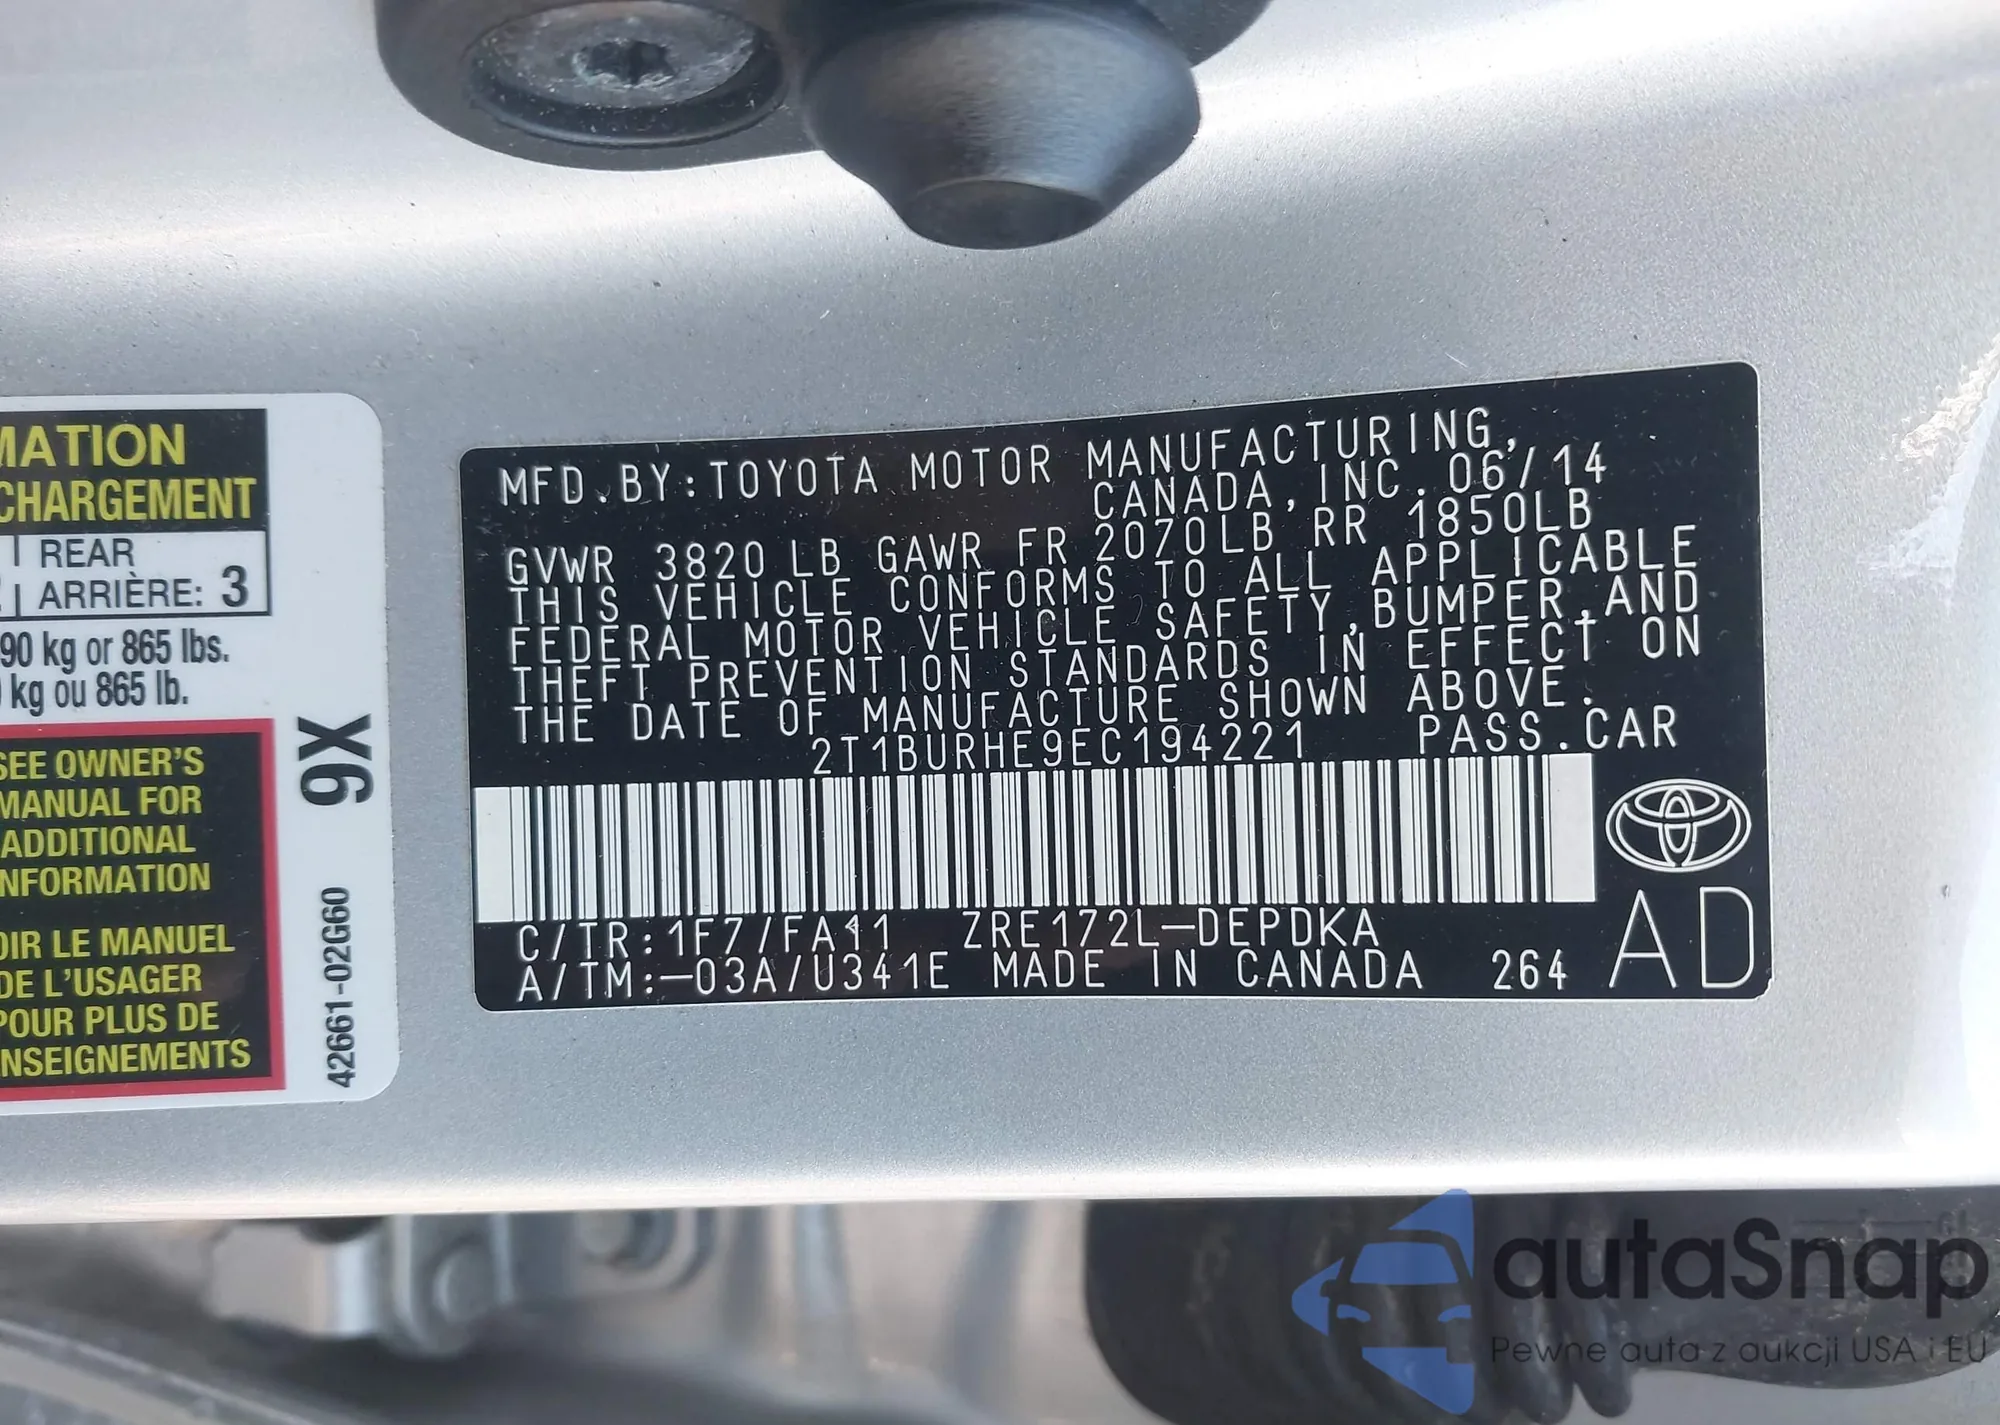 MATION
CHARGEMENT
REAR
ARRIÈRE: 3
90 kg or 865 lbs.
kg ou 865 lb.
SEE OWNER'S
MANUAL FOR
ADDITIONAL
NFORMATION
OIR LE MANUEL
DE L'USAGER
POUR PLUS DE
NSEIGNEMENTS
9X
42661-02G60
MFD.BY:TOYOTA MOTOR MANUFACTURING,
CANADA,INC. 06/14
GVWR 3820 LB GAWR FR 2070LB RR 1850LB
THIS VEHICLE CONFORMS TO ALL APPLICABLE
FEDERAL MOTOR VEHICLE SAFETY,BUMPER,AND
THEFT PREVENTION STANDARDS IN EFFECT ON
THE DATE OF MANUFACTURE SHOWN ABOVE.
2T1BURHE9EC194221 PASS.CAR
C/TR:1F7/FA11 ZRE172L-DEPDKA
A/TM:-03A/U341E MADE IN CANADA 264
AD
autaSnap
Pewne auta z aukcji USA i EU